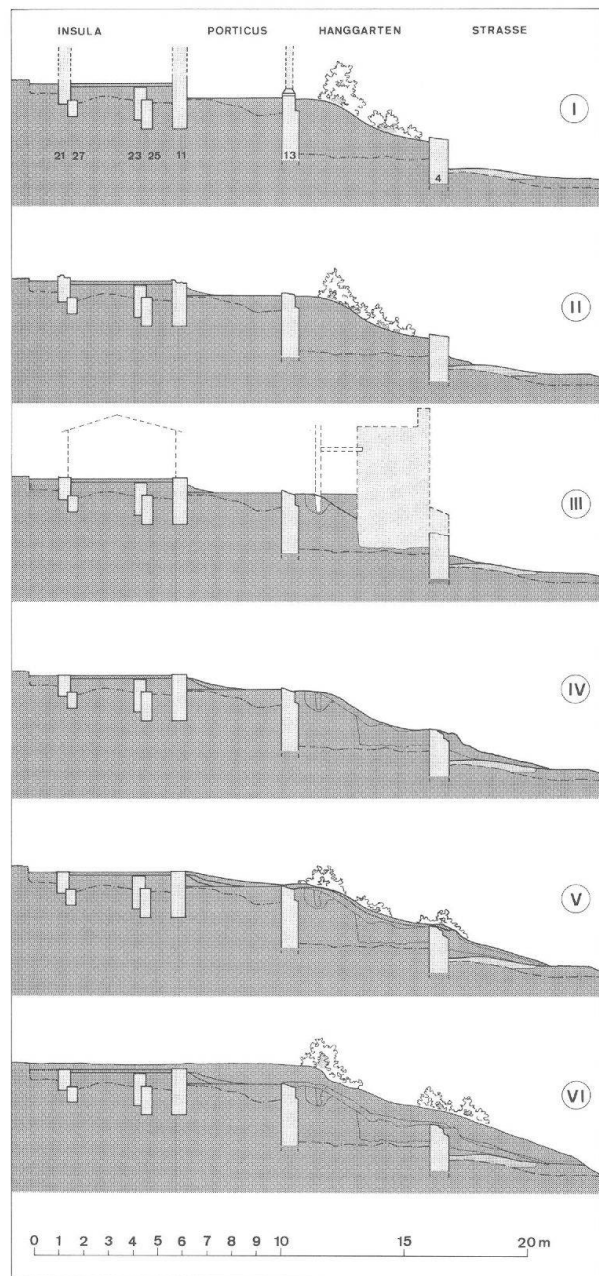 INSULA PORTICUS HANGGARTEN STRASSE
I
21 27 23 25 11 13 4
II
III
IV
V
VI
0 1 2 3 4 5 6 7 8 9 10 15 20 m